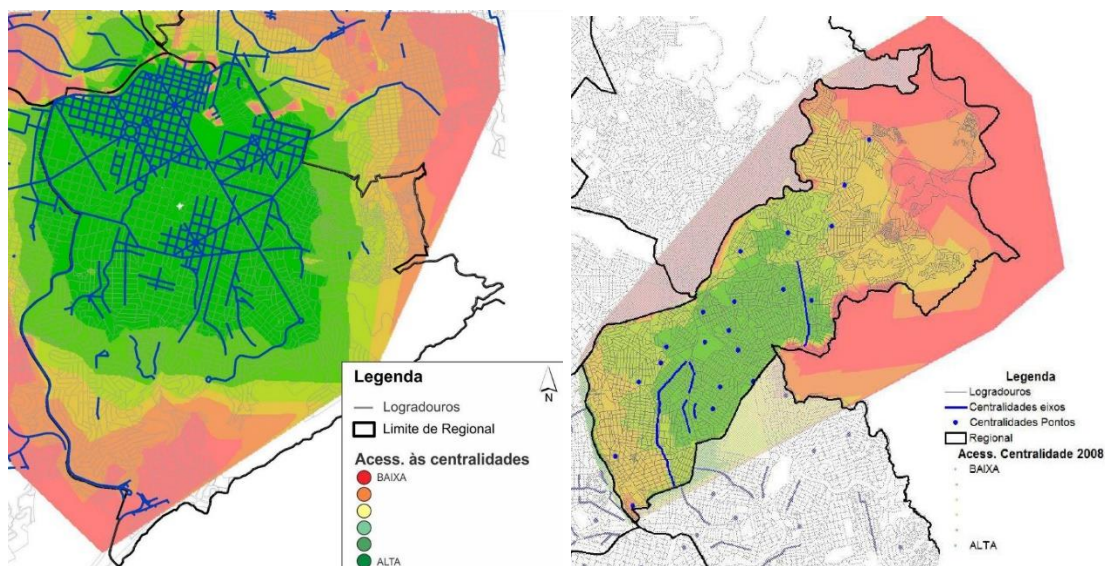 Legenda
Logradouros
Limite de Regional
N
Acess. às centralidades
BAIXA
ALTA
Legenda
Logradouros
Centralidades eixos
Centralidades Pontos
Regional
Acess. Centralidade 2008
BAIXA
ALTA
N